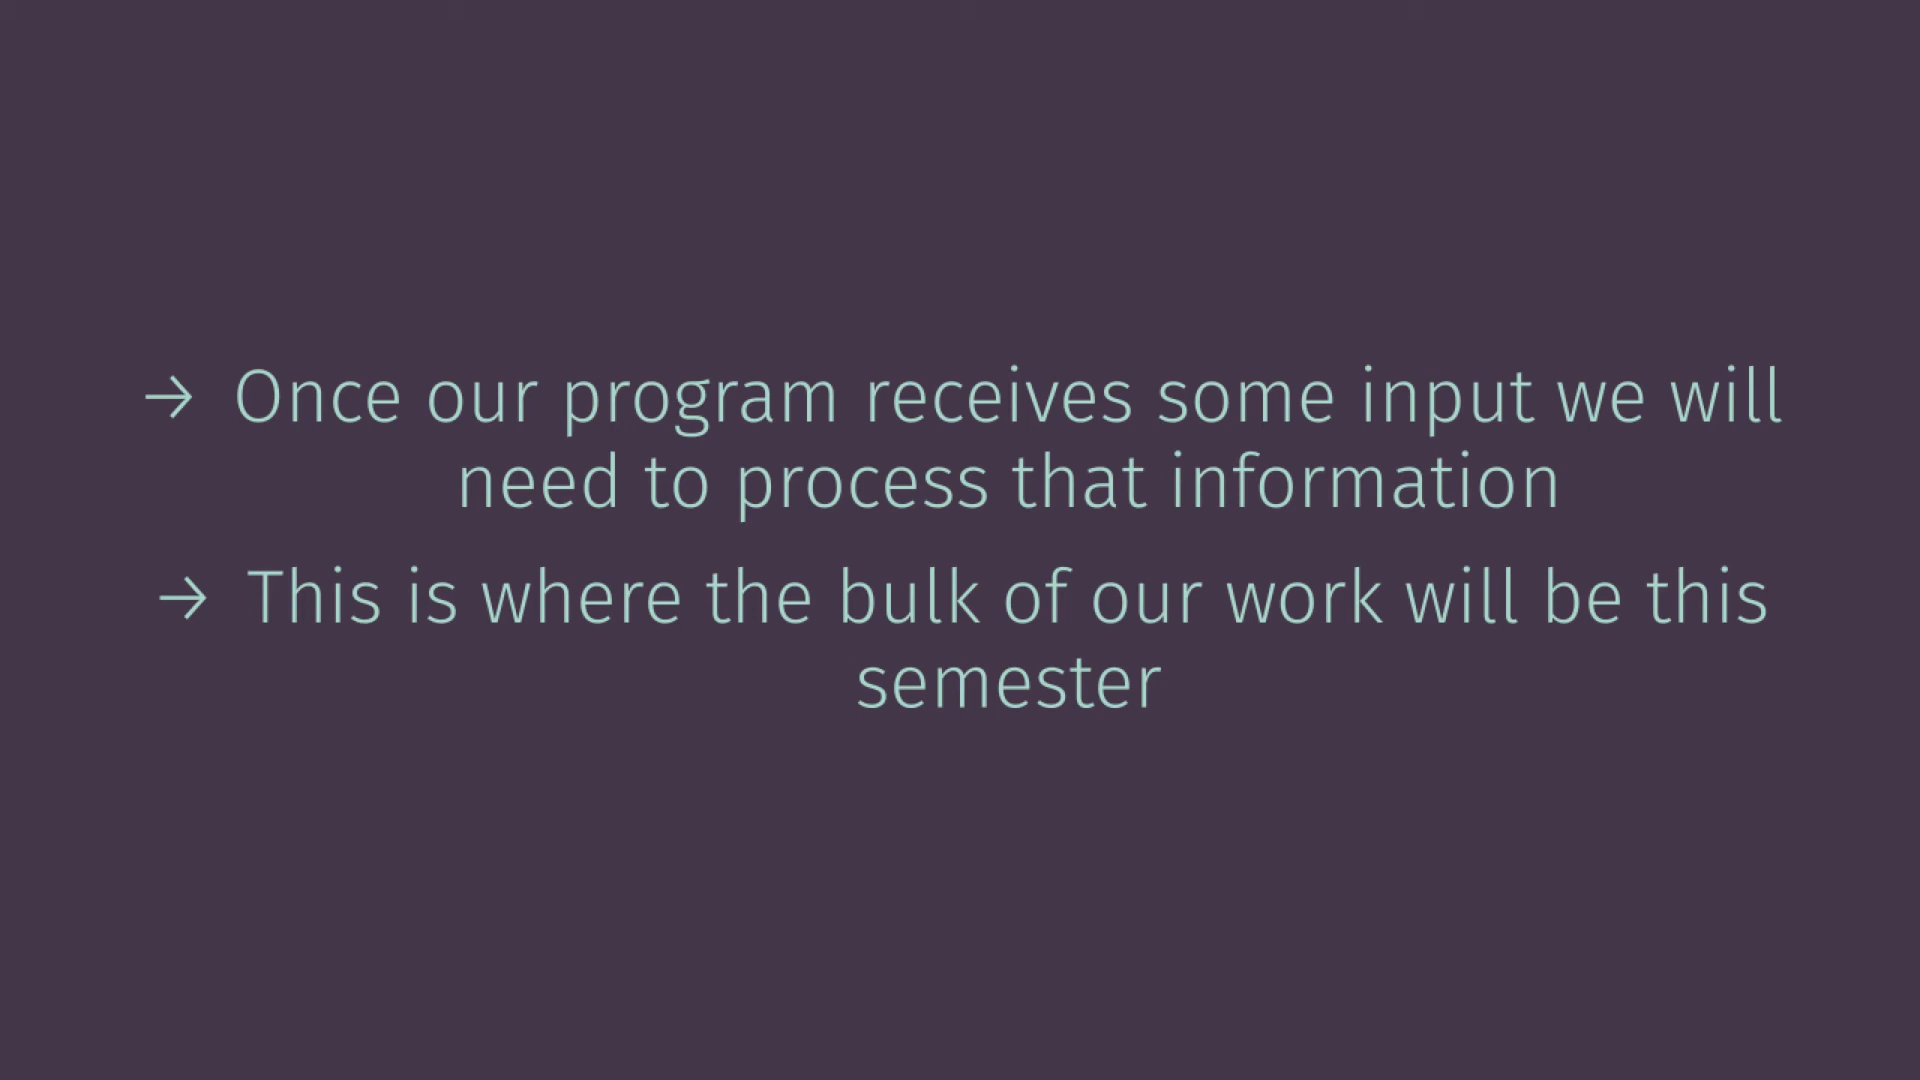 → Once our program receives some input we will
need to process that information
→ This is where the bulk of our work will be this
semester